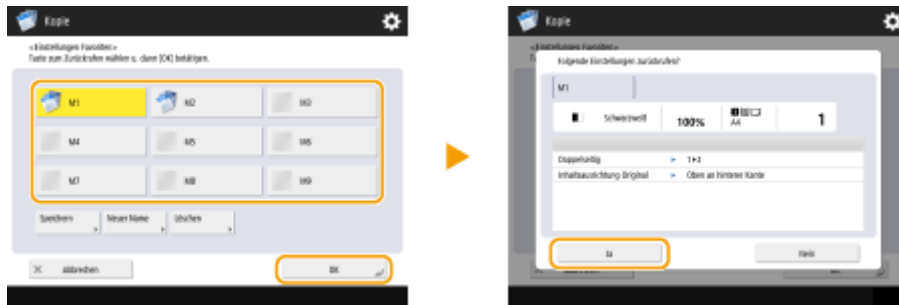 Kopie
<Einstellungen Favoriten>
Taste zum Zurückrufen wählen u. dann [OK] betätigen.
M1
M2
M3
M4
M5
M6
M7
M8
M9
Speichern
Neuer Name
Löschen
Abbrechen
OK
Kopie
Folgende Einstellungen zurückrufen?
M1
Schwarzweiß
100%
A4
1
Doppelseitig
Inhaltsausrichtung Original
Oben an hinterer Kante
Ja
Nein